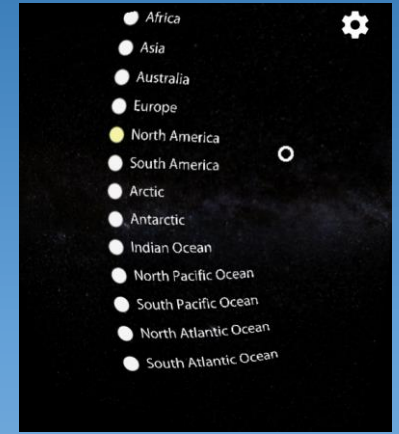 Africa
Asia
Australia
Europe
North America
South America
Arctic
Antarctic
Indian Ocean
North Pacific Ocean
South Pacific Ocean
North Atlantic Ocean
South Atlantic Ocean